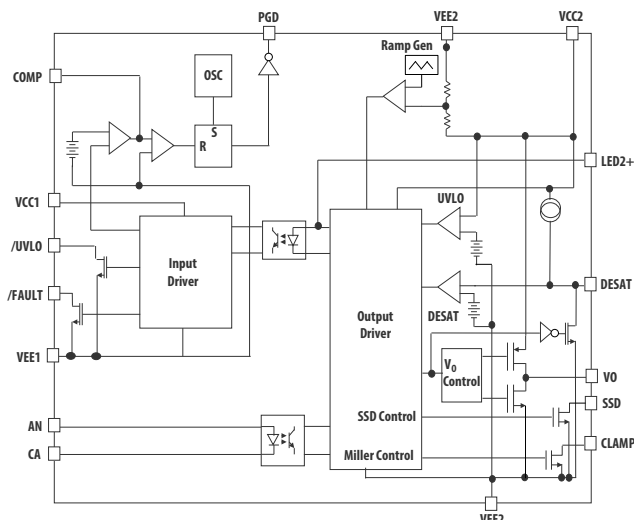 PGD
VEE2
VCC2
Ramp Gen
COMP
OSC
S
R
LED2+
VCC1
UVLO
/UVLO
Input
Driver
/FAULT
DESAT
DESAT
Output
Driver
VEE1
VO
Control
VO
SSD
AN
SSD Control
CLAMP
CA
Miller Control
VEE2